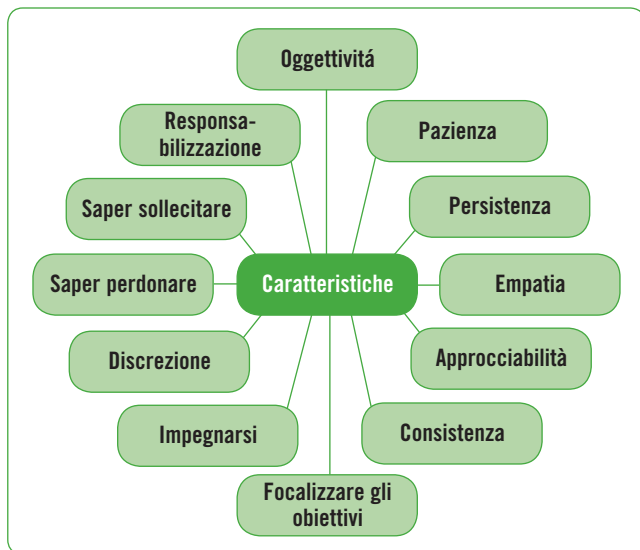 Oggettivitá
Responsa-
bilizzazione
Pazienza
Saper sollecitare
Persistenza
Saper perdonare
Caratteristiche
Empatia
Discrezione
Approcciabilità
Impegnarsi
Consistenza
Focalizzare gli
obiettivi